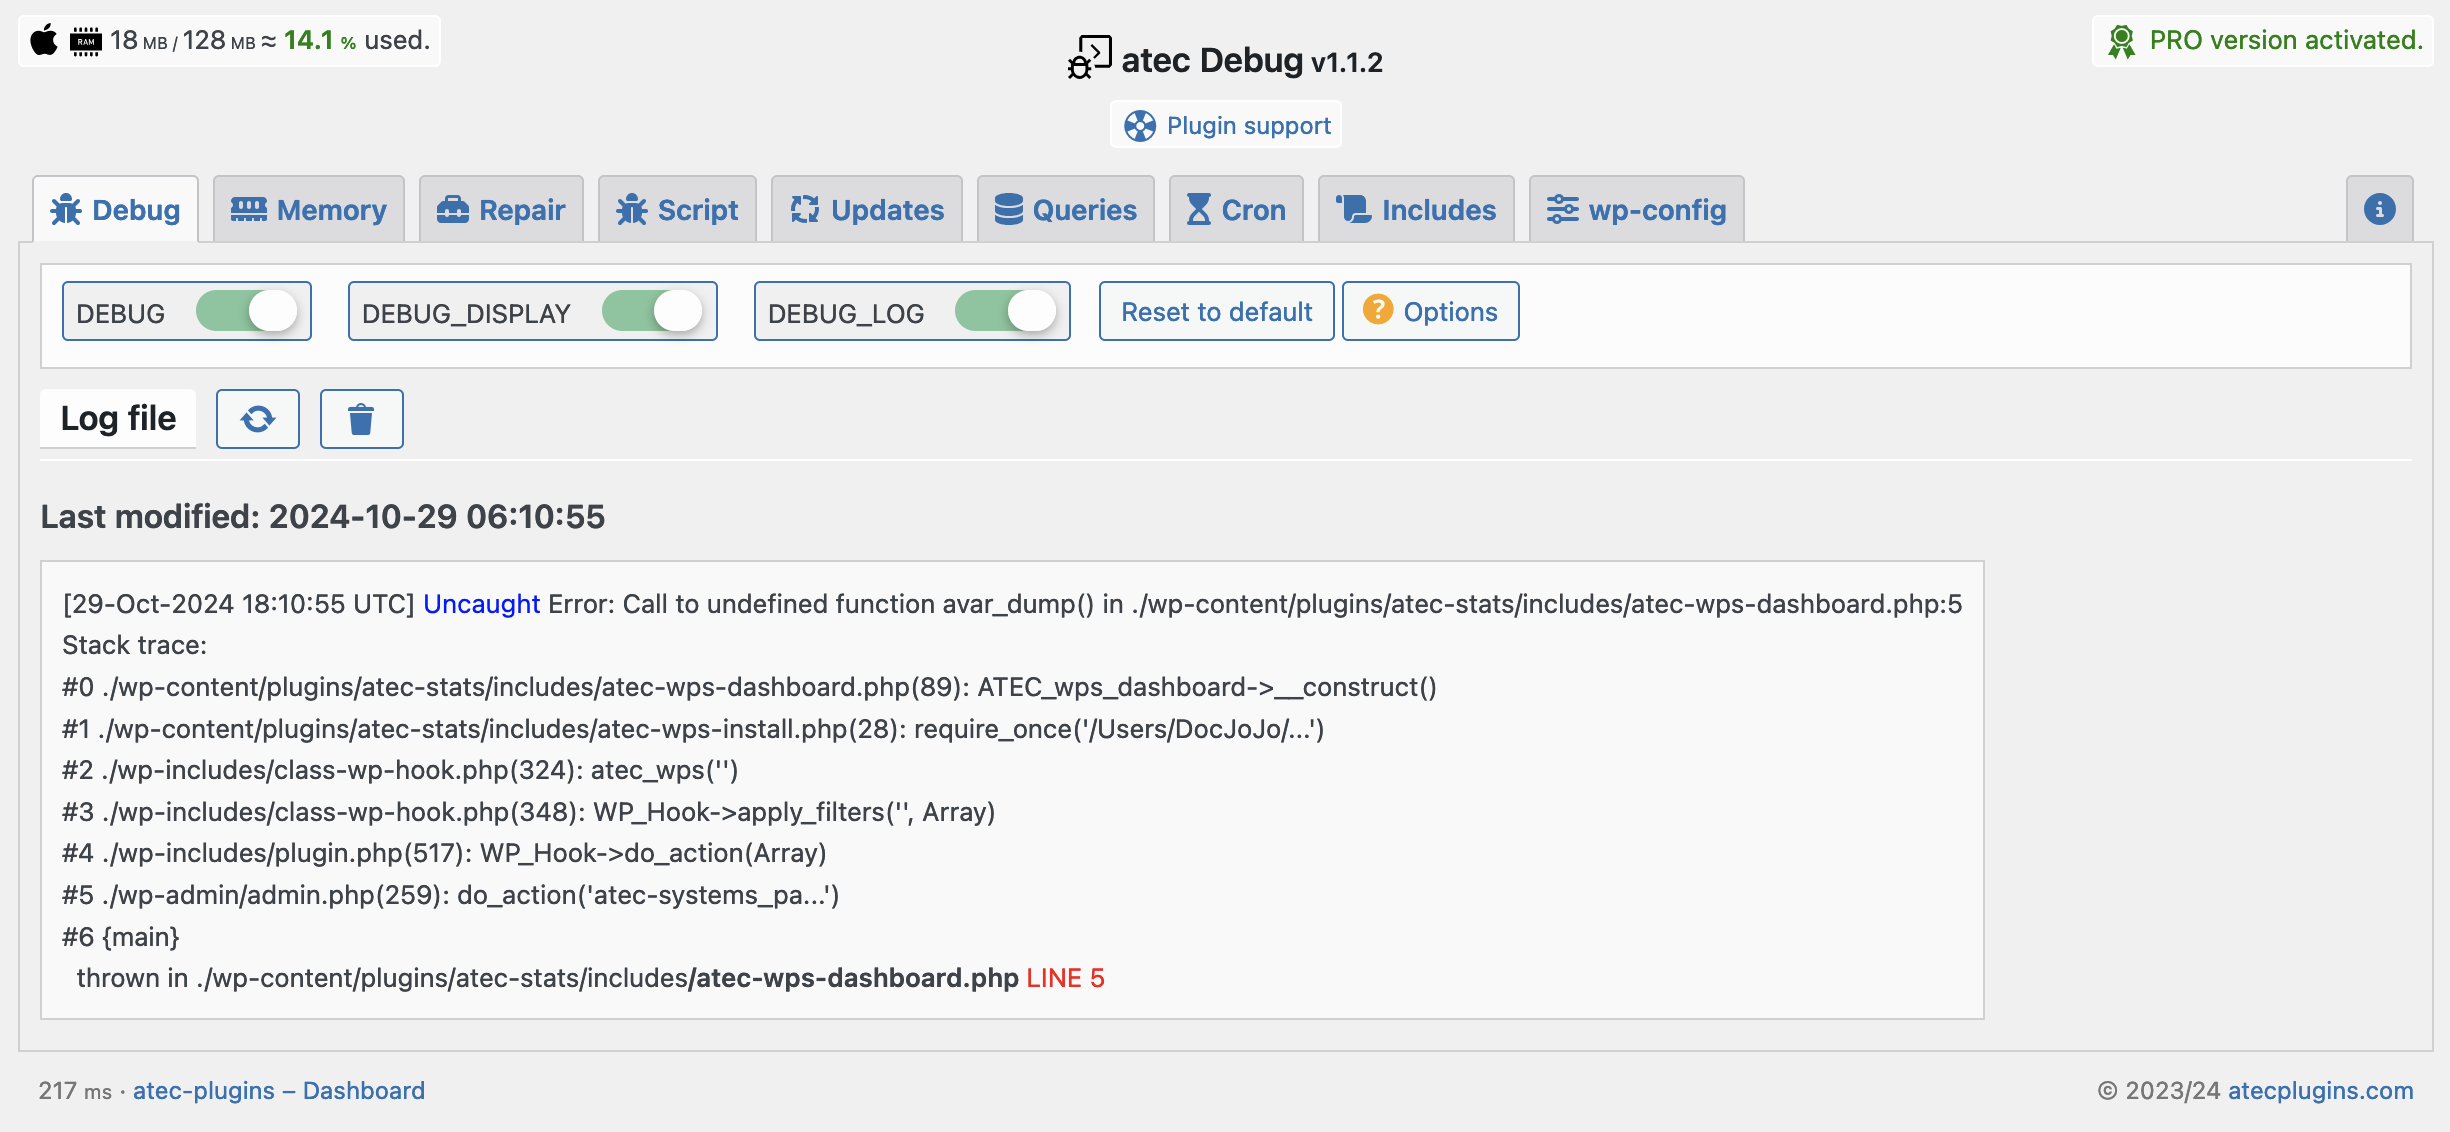 RAM 18 MB / 128 MB ≈ 14.1 % used.
atec Debug v1.1.2
PRO version activated.
Plugin support
Debug Memory Repair Script Updates Queries Cron Includes wp-config
DEBUG DEBUG_DISPLAY DEBUG_LOG Reset to default ? Options
Log file
Last modified: 2024-10-29 06:10:55
[29-Oct-2024 18:10:55 UTC] Uncaught Error: Call to undefined function avar_dump() in ./wp-content/plugins/atec-stats/includes/atec-wps-dashboard.php:5
Stack trace:
#0 ./wp-content/plugins/atec-stats/includes/atec-wps-dashboard.php(89): ATEC_wps_dashboard->__construct()
#1 ./wp-content/plugins/atec-stats/includes/atec-wps-install.php(28): require_once('/Users/DocJoJo/...')
#2 ./wp-includes/class-wp-hook.php(324): atec_wps('')
#3 ./wp-includes/class-wp-hook.php(348): WP_Hook->apply_filters('', Array)
#4 ./wp-includes/plugin.php(517): WP_Hook->do_action(Array)
#5 ./wp-admin/admin.php(259): do_action('atec-systems_pa...')
#6 {main}
thrown in ./wp-content/plugins/atec-stats/includes/atec-wps-dashboard.php LINE 5
217 ms · atec-plugins – Dashboard
© 2023/24 atecplugins.com